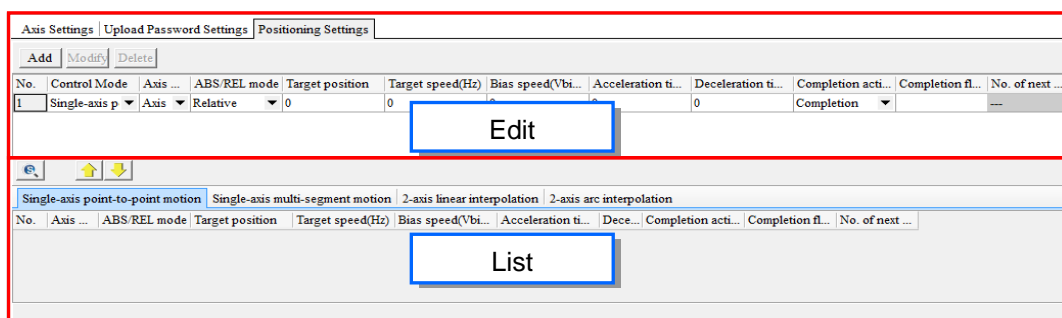 Axis Settings Upload Password Settings Positioning Settings
Add Modify Delete
No. Control Mode Axis ... ABS/REL mode Target position Target speed(Hz) Bias speed(Vbi... Acceleration ti... Deceleration ti... Completion acti... Completion fl... No. of next ...
1 Single-axis p Axis Relative 0 0 0 Completion ---
Edit
Single-axis point-to-point motion Single-axis multi-segment motion 2-axis linear interpolation 2-axis arc interpolation
No. Axis ... ABS/REL mode Target position Target speed(Hz) Bias speed(Vbi... Acceleration ti... Dece... Completion acti... Completion fl... No. of next ...
List